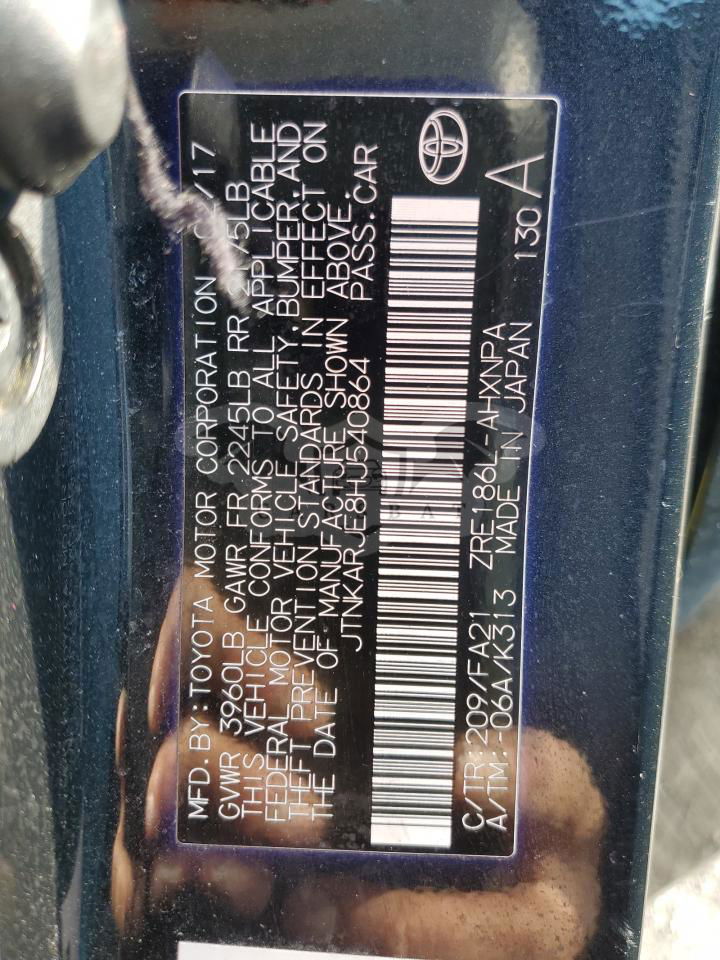 MFD. BY: TOYOTA MOTOR CORPORATION /17
GVWR 3960LB GAWR FR 2245LB RR
THIS VEHICLE CONFORMS TO ALL APPLICABLE
FEDERAL MOTOR VEHICLE SAFETY, BUMPER, AND
THEFT PREVENTION STANDARDS IN EFFECT ON
THE DATE OF MANUFACTURE SHOWN ABOVE.
JTNKARJE8HJ540864 PASS. CAR
C/TR: 209/FA21 ZRE186L-AHXNPA 130 A
A/TM: -06A/K313 MADE IN JAPAN